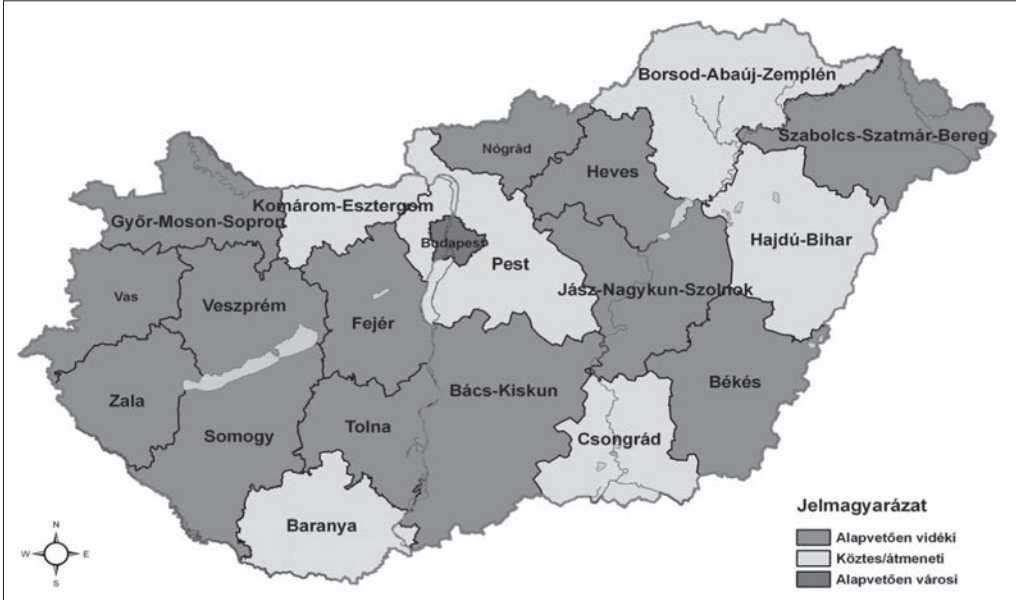 Borsod-Abaúj-Zemplén
Szabolcs-Szatmár-Bereg
Nógrád
Heves
Komárom-Esztergom
Győr-Moson-Sopron
Budapest
Hajdú-Bihar
Pest
Jász-Nagykun-Szolnok
Vas
Veszprém
Fejér
Békés
Bács-Kiskun
Zala
Tolna
Somogy
Csongrád
Baranya
Jelmagyarázat
Alapvetően vidéki
Köztes/átmeneti
Alapvetően városi
N
W E
S